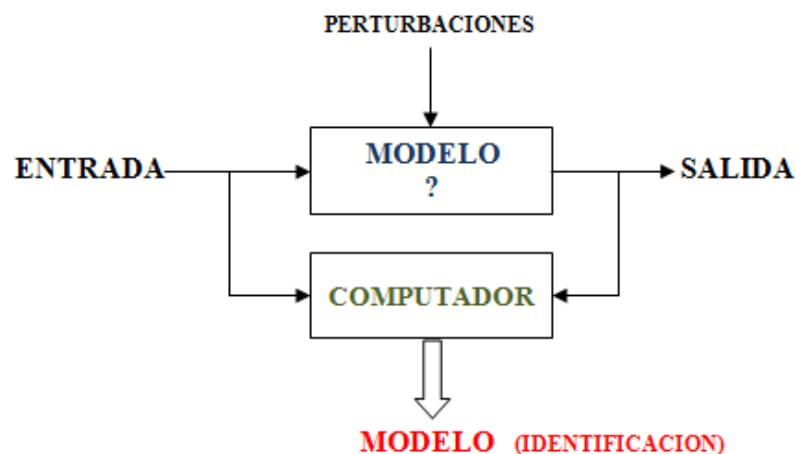 PERTURBACIONES
ENTRADA
MODELO
?
SALIDA
COMPUTADOR
MODELO (IDENTIFICACION)